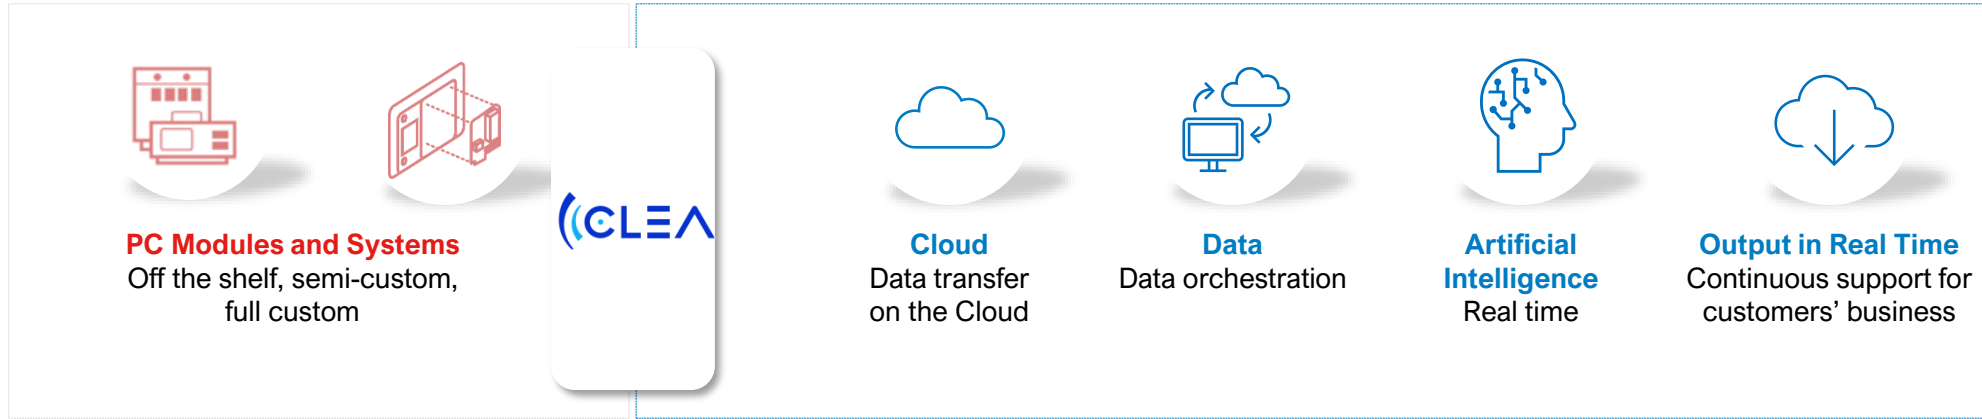 PC Modules and Systems
Off the shelf, semi-custom,
full custom
CLEA
Cloud
Data transfer
on the Cloud
Data
Data orchestration
Artificial
Intelligence
Real time
Output in Real Time
Continuous support for
customers’ business